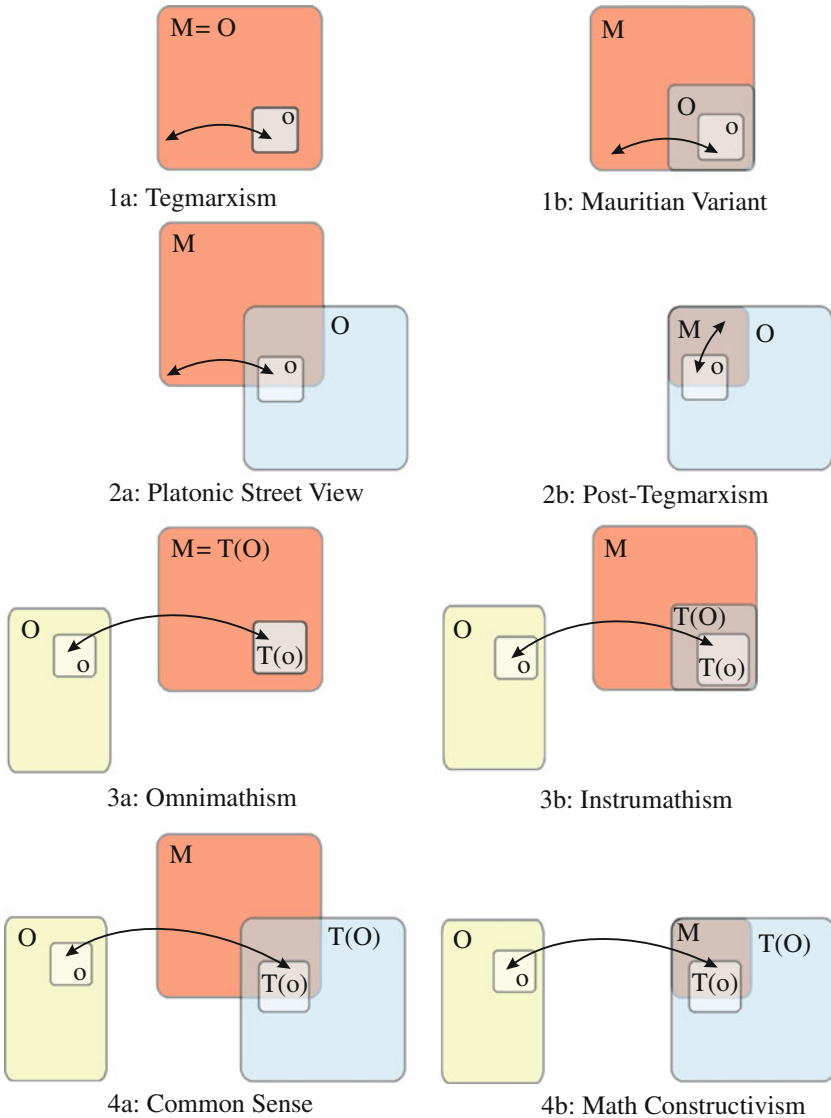 M= O
o
1a: Tegmarxism
M
O
o
1b: Mauritian Variant
M
O
o
2a: Platonic Street View
M
O
o
2b: Post-Tegmarxism
M= T(O)
O
o
T(o)
3a: Omnimathism
M
T(O)
O
o
T(o)
3b: Instrumathism
M
O
T(O)
o
T(o)
4a: Common Sense
O
M
T(O)
o
T(o)
4b: Math Constructivism